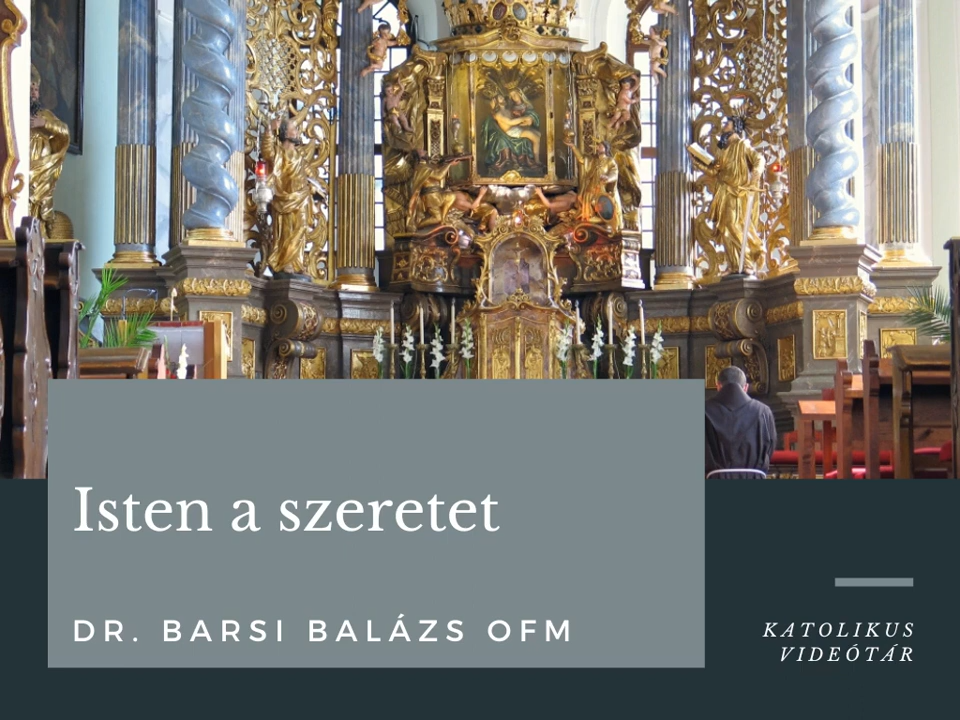 Isten a szeretet
DR. BARSI BALÁZS OFM
KATOLIKUS
VIDEÓTÁR